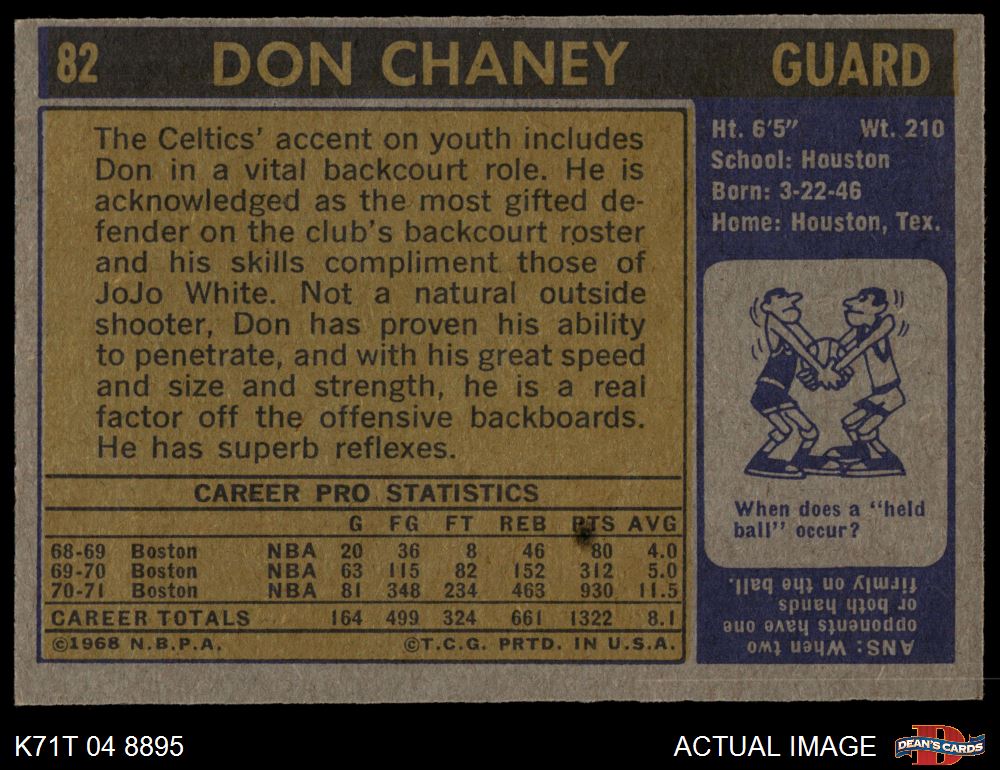 82 DON CHANEY GUARD
The Celtics' accent on youth includes
Don in a vital backcourt role. He is
acknowledged as the most gifted de-
fender on the club's backcourt roster
and his skills compliment those of
JoJo White. Not a natural outside
shooter, Don has proven his ability
to penetrate, and with his great speed
and size and strength, he is a real
factor off the offensive backboards.
He has superb reflexes.
CAREER PRO STATISTICS
G FG FT REB PTS AVG
68-69 Boston NBA 20 36 8 46 80 4.0
69-70 Boston NBA 63 115 82 152 312 5.0
70-71 Boston NBA 81 348 234 463 930 11.5
CAREER TOTALS 164 499 324 661 1322 8.1
©1968 N.B.P.A. ©T.C.G. PRTD. IN U.S.A.
Ht. 6'5" Wt. 210
School: Houston
Born: 3-22-46
Home: Houston, Tex.
When does a "held
ball" occur?
ANS: When two
opponents have one
or both hands
firmly on the ball.
K71T 04 8895
ACTUAL IMAGE
D
DEAN'S CARDS